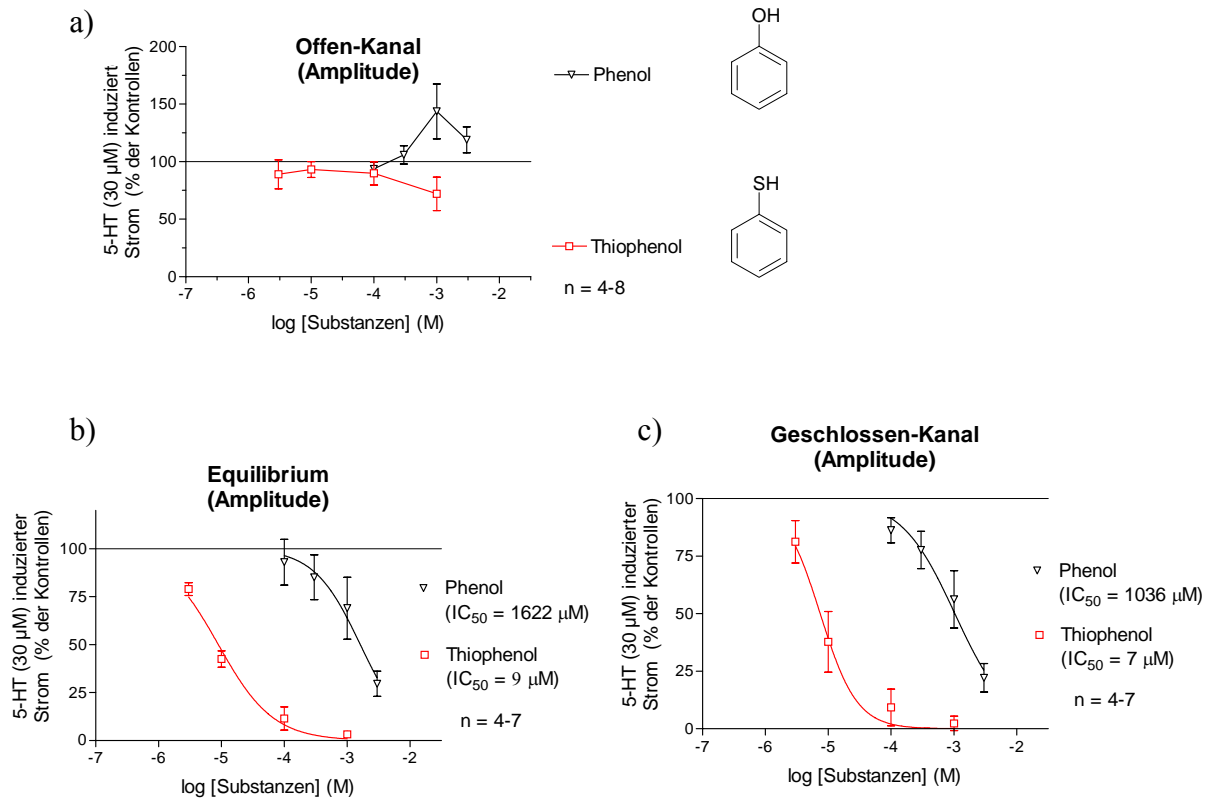 a)
Offen-Kanal
(Amplitude)
5-HT (30 µM) induziert
Strom (% der Kontrollen)
200
150
100
50
0
-7
-6
-5
-4
-3
-2
log [Substanzen] (M)
Phenol
Thiophenol
n = 4-8
OH
SH
b)
Equilibrium
(Amplitude)
5-HT (30 µM) induzierter
Strom (% der Kontrollen)
100
75
50
25
0
-7
-6
-5
-4
-3
-2
log [Substanzen] (M)
Phenol
(IC50 = 1622 µM)
Thiophenol
(IC50 = 9 µM)
n = 4-7
c)
Geschlossen-Kanal
(Amplitude)
5-HT (30 µM) induzierter
Strom (% der Kontrollen)
100
75
50
25
0
-7
-6
-5
-4
-3
-2
log [Substanzen] (M)
Phenol
(IC50 = 1036 µM)
Thiophenol
(IC50 = 7 µM)
n = 4-7